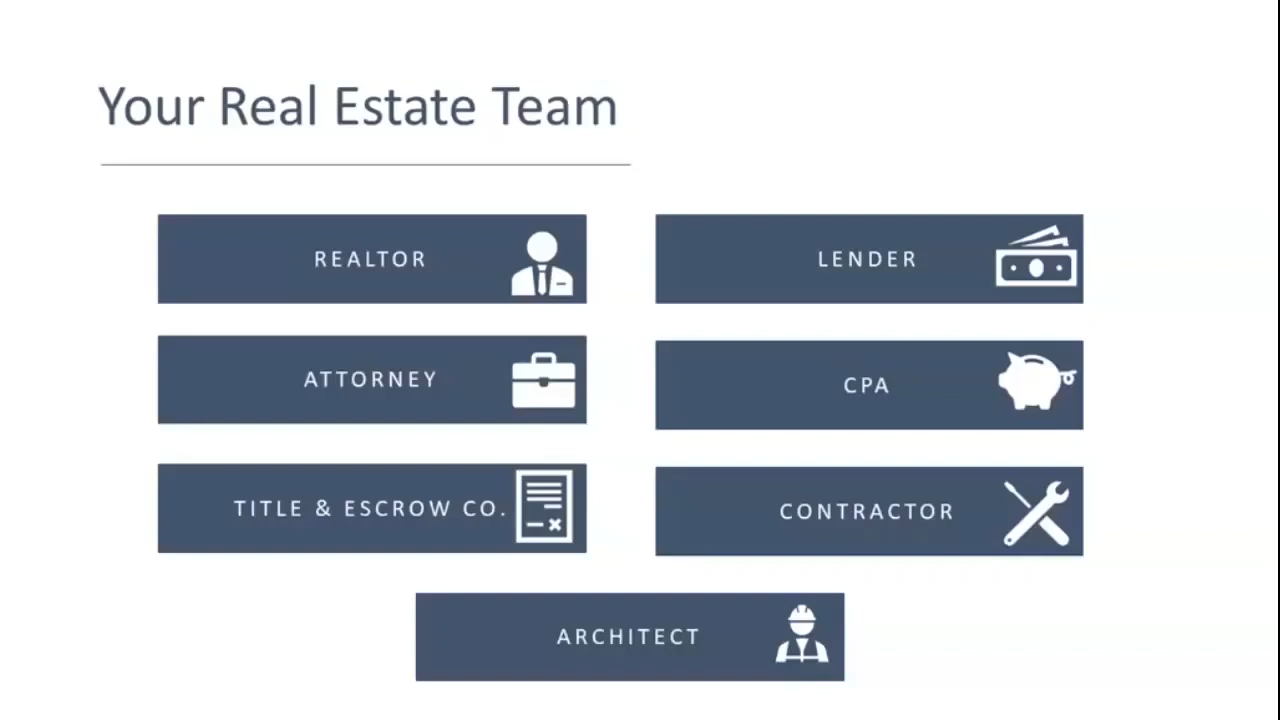 Your Real Estate Team
REALTOR
LENDER
ATTORNEY
CPA
TITLE & ESCROW CO.
CONTRACTOR
ARCHITECT